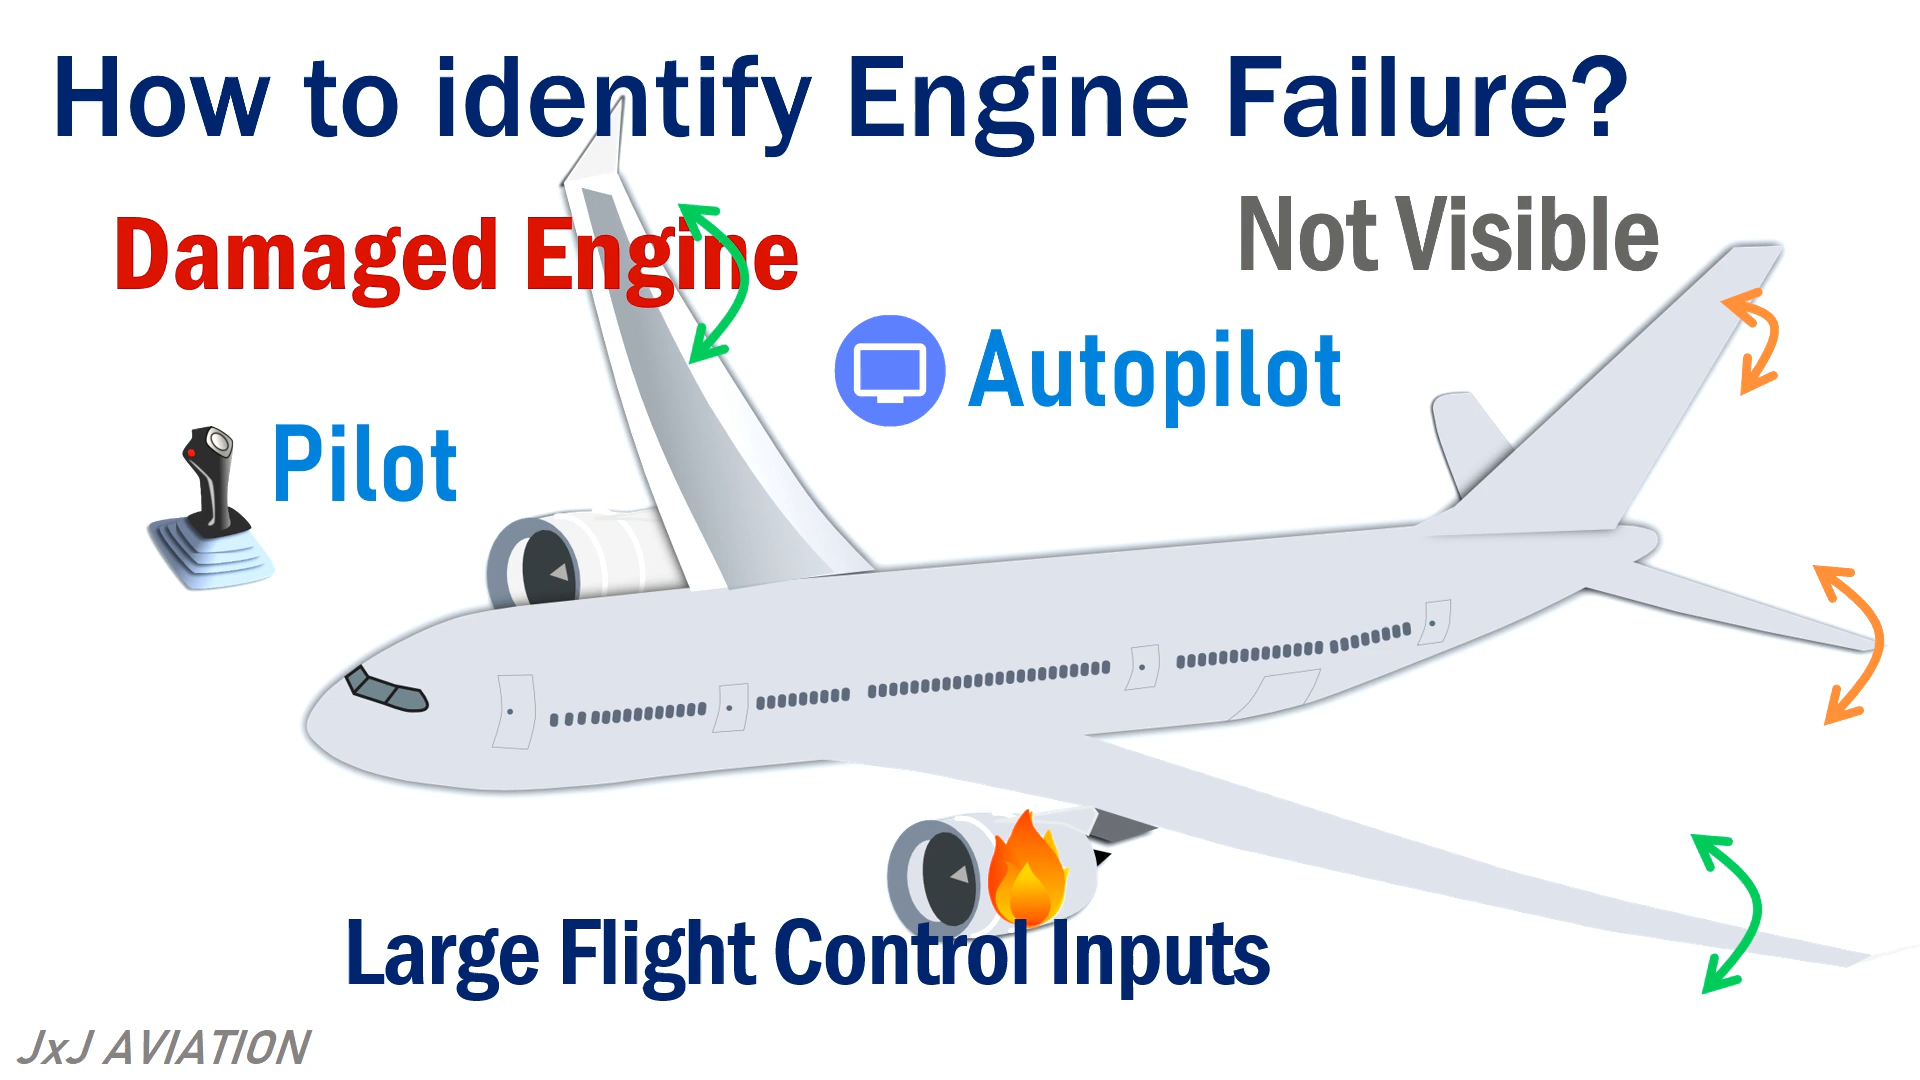 How to identify Engine Failure?
Damaged Engine
Not Visible
Autopilot
Pilot
Large Flight Control Inputs
JxJ AVIATION